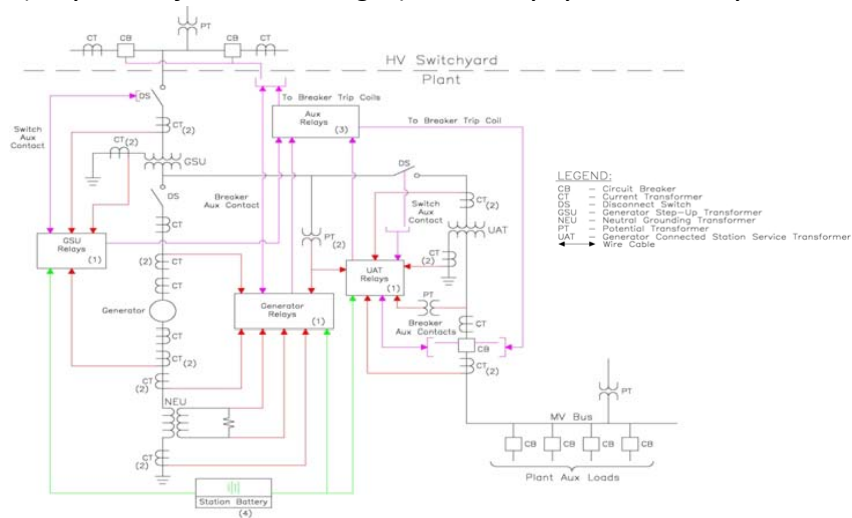 PT
CT
CB
CB
CT
HV Switchyard
Plant
DS
To Breaker Trip Coils
Aux
Relays
(3)
To Breaker Trip Coil
Switch
Aux
Contact
CT
(2)
CT
(2)
GSU
DS
DS
Breaker
Aux Contact
Switch
Aux
Contact
CT
(2)
LEGEND:
CB – Circuit Breaker
CT – Current Transformer
DS – Disconnect Switch
GSU – Generator Step-Up Transformer
NEU – Neutral Grounding Transformer
PT – Potential Transformer
UAT – Generator Connected Station Service Transformer
Wire Cable
CT
UAT
PT
(2)
GSU
Relays
(1)
CT
(2)
(2)
CT
UAT
Relays
(1)
CT
Generator
Relays
(1)
PT
Generator
CT
Breaker
Aux Contacts
CT
CB
CT
(2)
CT
(2)
CT
(2)
NEU
PT
MV Bus
CB
CB
CB
CB
CT
(2)
Plant Aux Loads
Station Battery
(4)